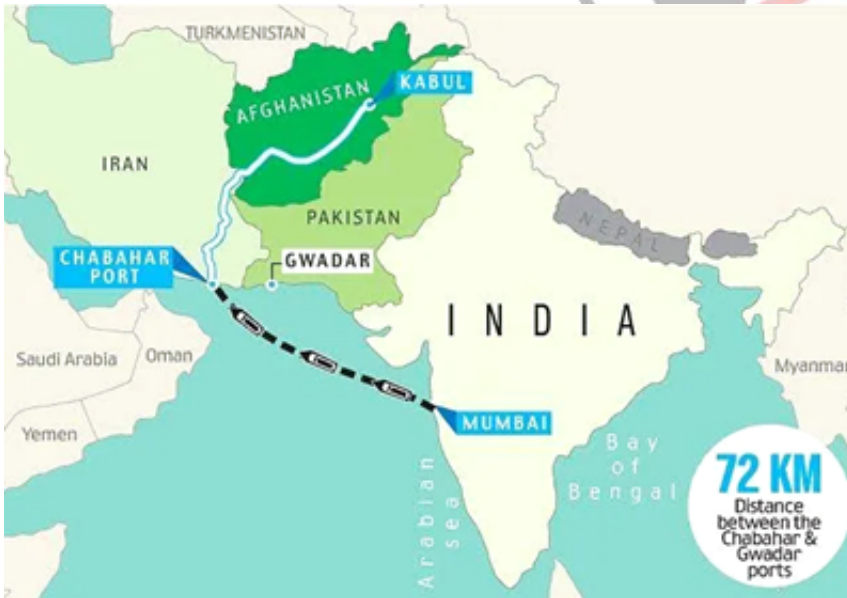 TURKMENISTAN
KABUL
AFGHANISTAN
IRAN
PAKISTAN
NEPAL
CHABAHAR
PORT
GWADAR
INDIA
Saudi Arabia
Oman
Myanmar
Yemen
MUMBAI
Bay
of
Bengal
Arabian
sea
72 KM
Distance
between the
Chabahar &
Gwadar
ports